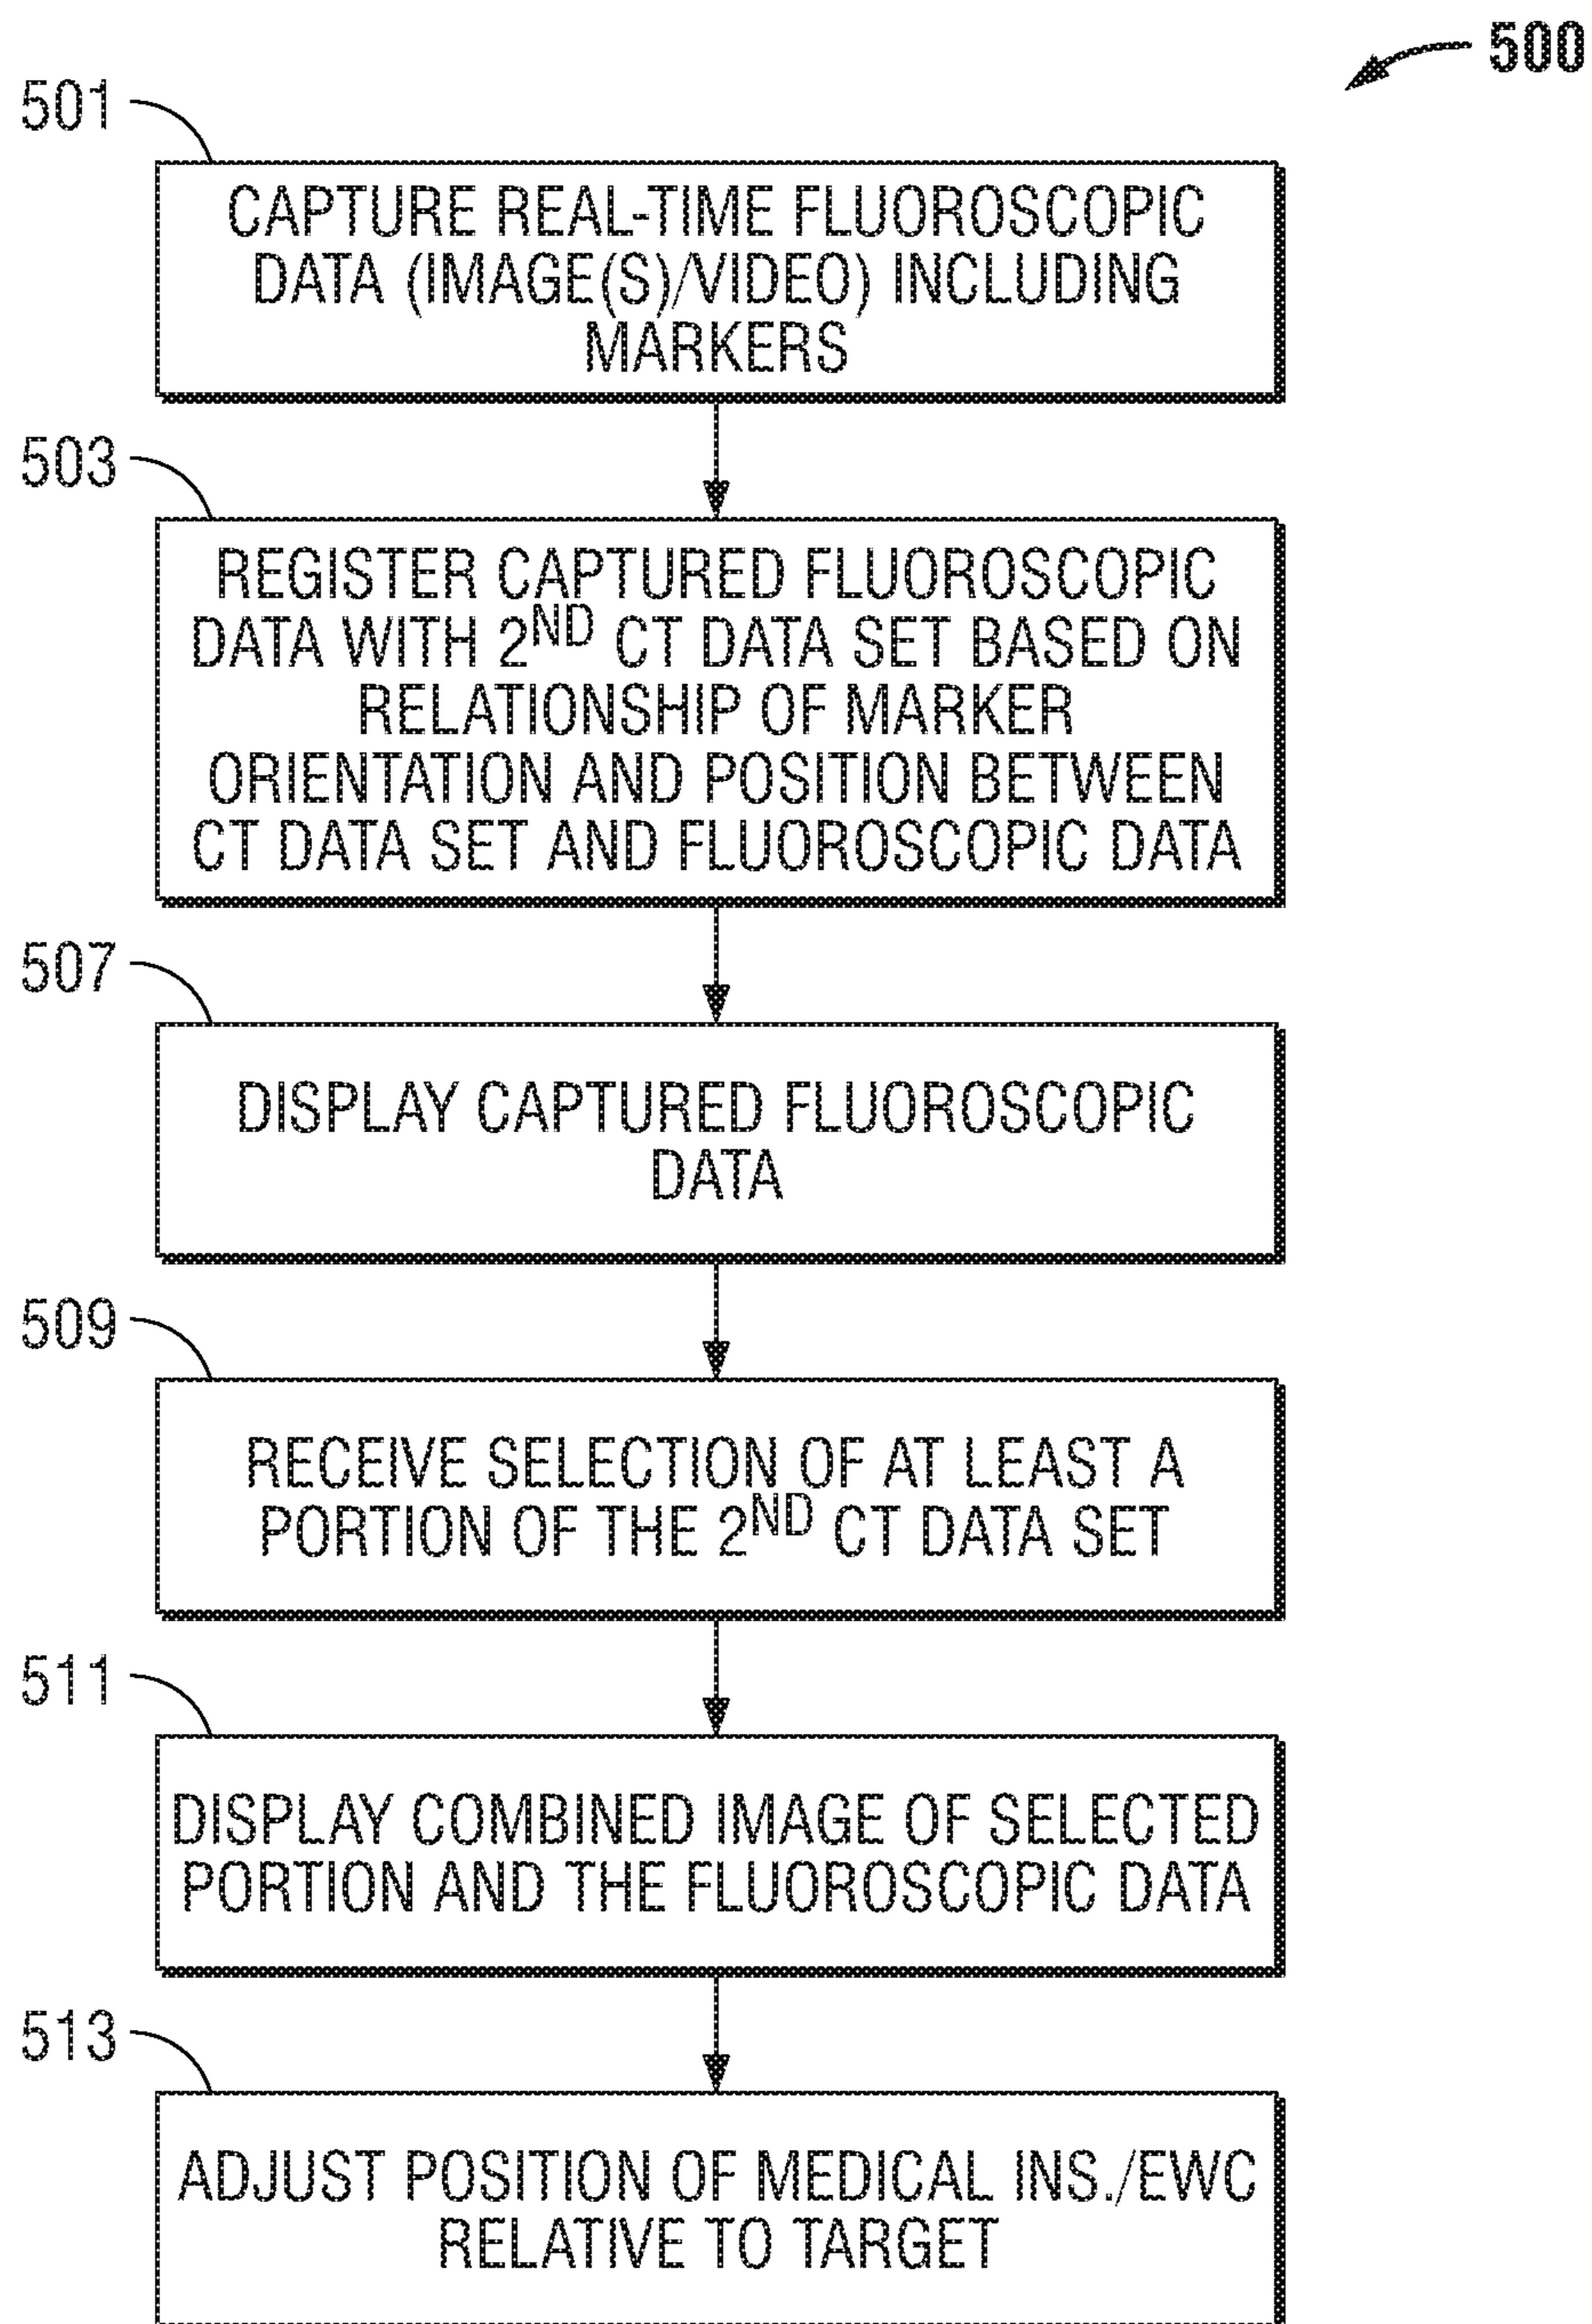 500
501
CAPTURE REAL-TIME FLUOROSCOPIC
DATA (IMAGE(S)/VIDEO) INCLUDING
MARKERS
503
REGISTER CAPTURED FLUOROSCOPIC
DATA WITH 2ND CT DATA SET BASED ON
RELATIONSHIP OF MARKER
ORIENTATION AND POSITION BETWEEN
CT DATA SET AND FLUOROSCOPIC DATA
507
DISPLAY CAPTURED FLUOROSCOPIC
DATA
509
RECEIVE SELECTION OF AT LEAST A
PORTION OF THE 2ND CT DATA SET
511
DISPLAY COMBINED IMAGE OF SELECTED
PORTION AND THE FLUOROSCOPIC DATA
513
ADJUST POSITION OF MEDICAL INS./EWC
RELATIVE TO TARGET